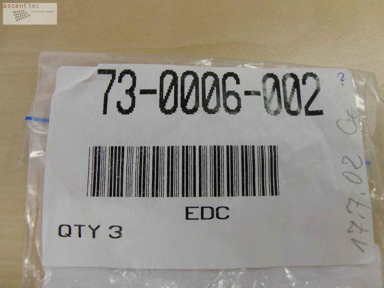 ascent tec
73-0006-002
?
EDC
QTY 3
17.7.02